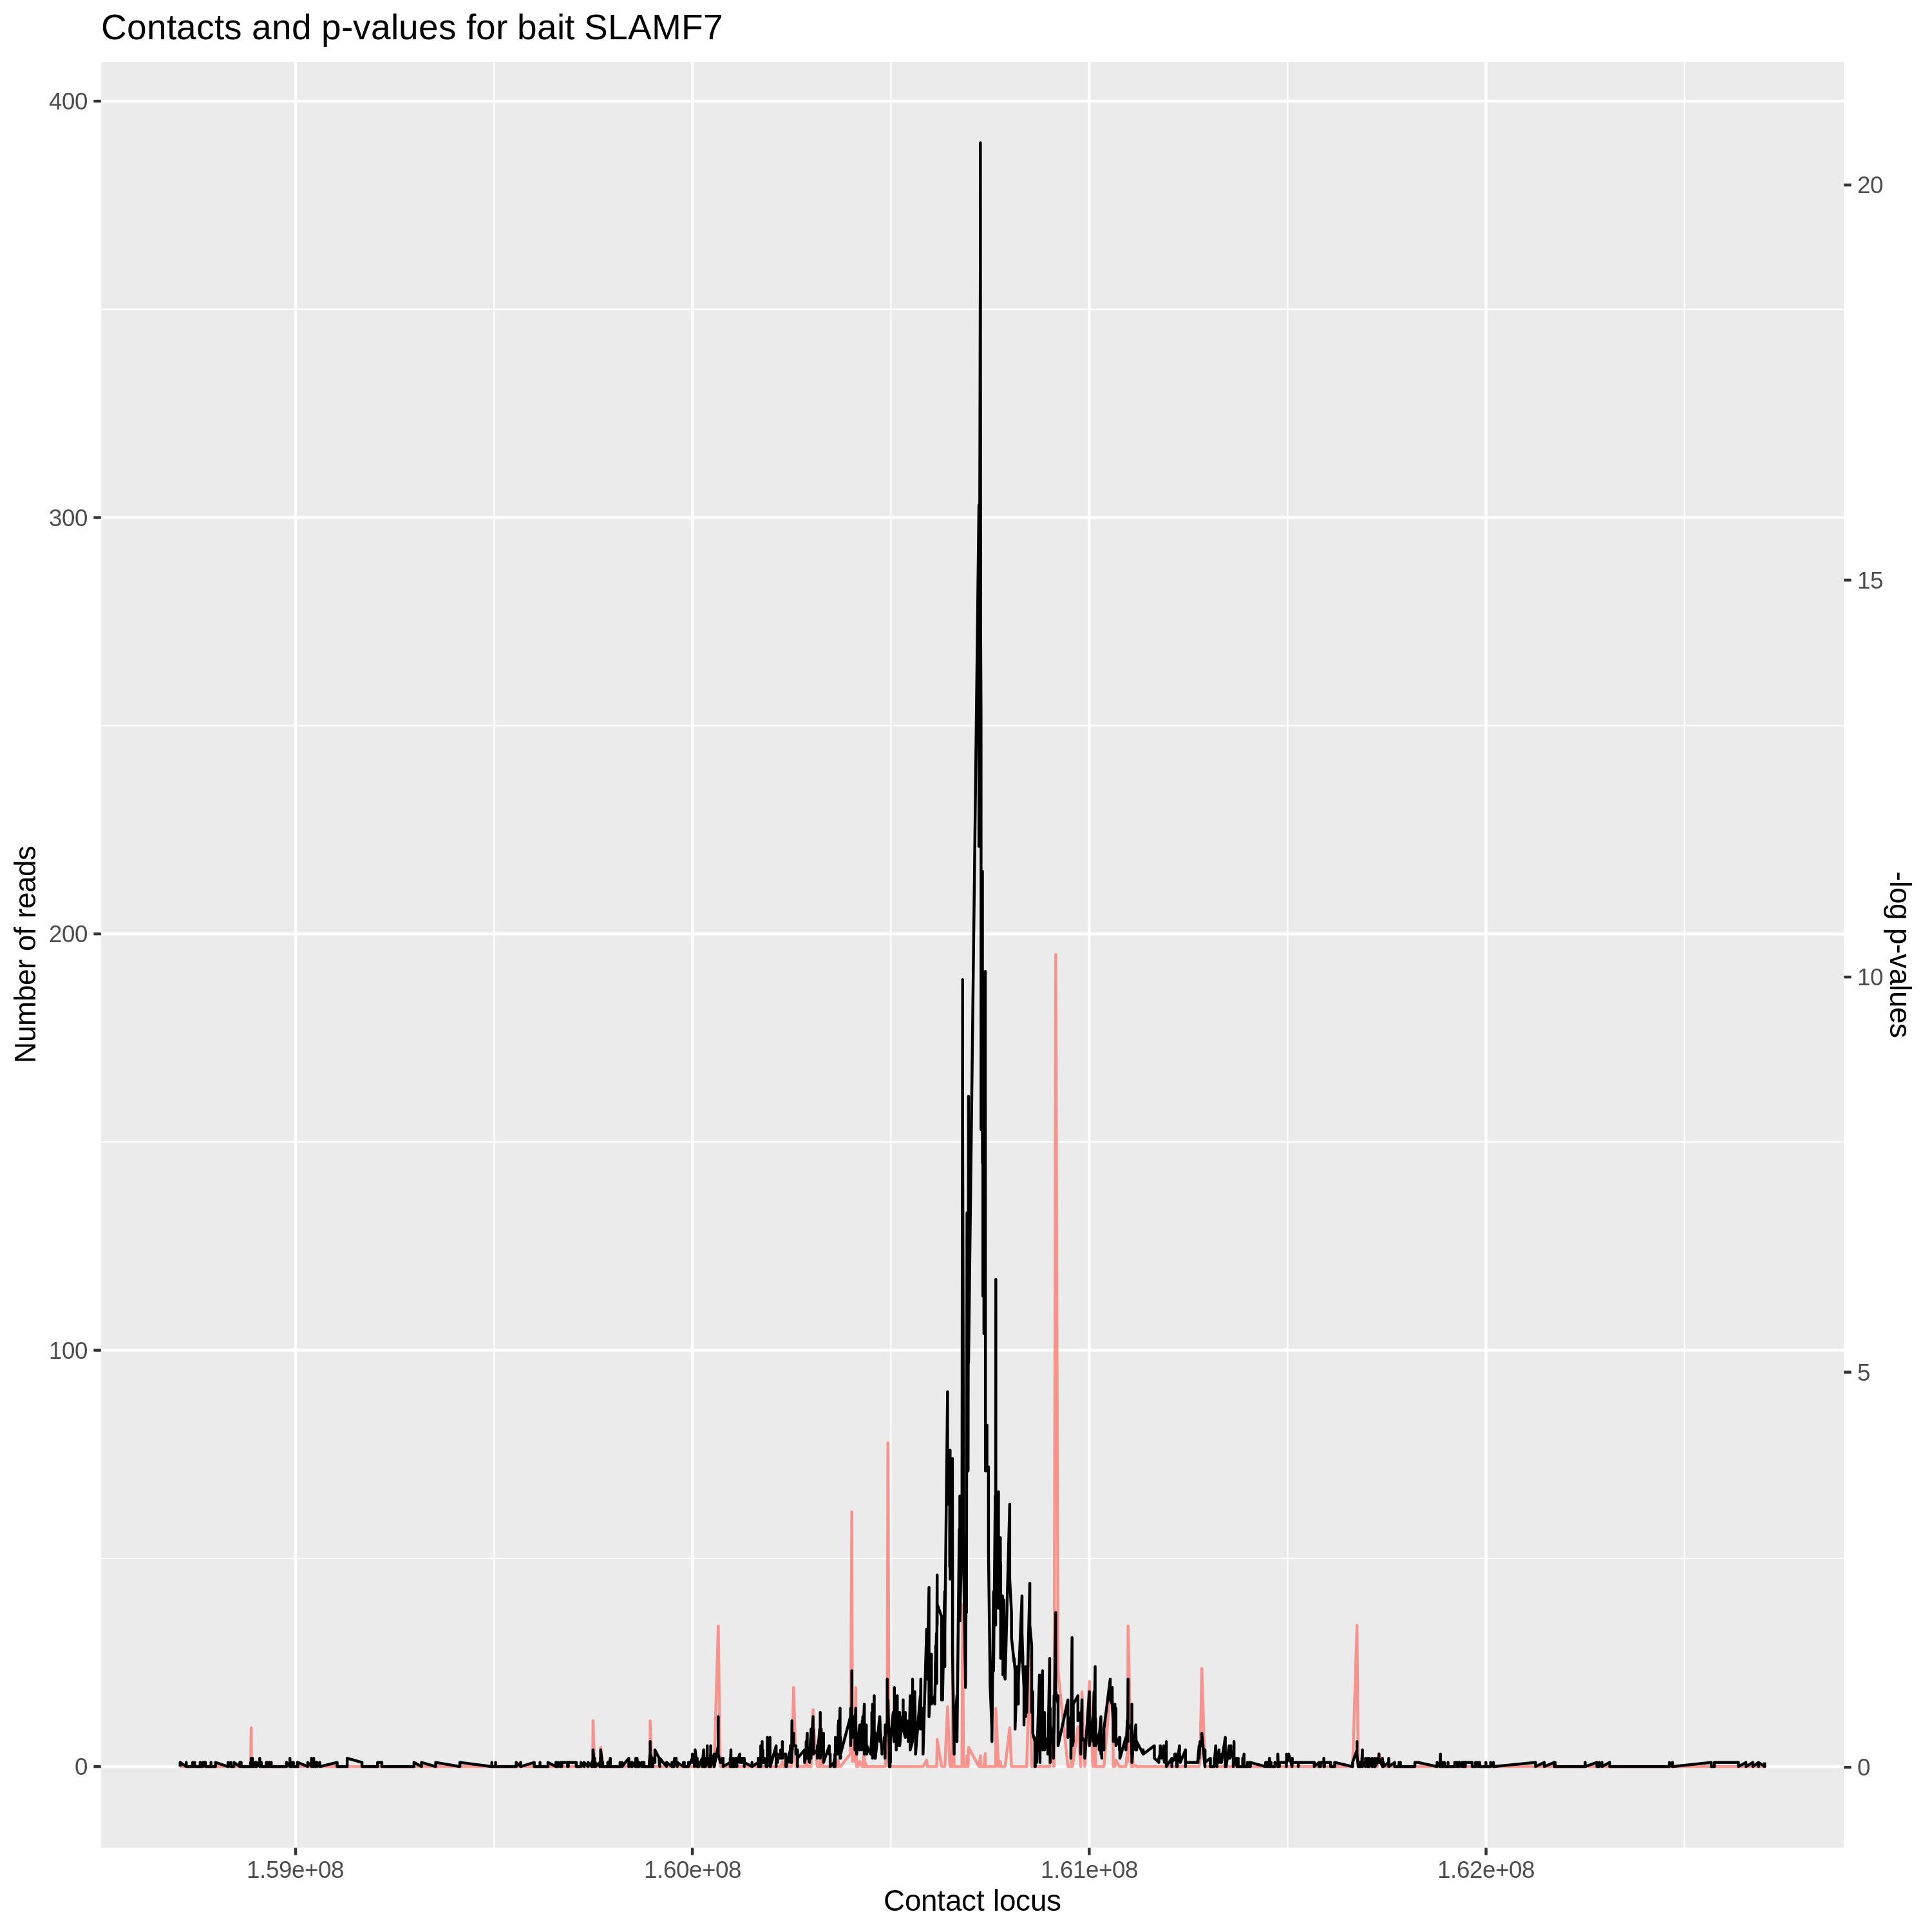 Contacts and p-values for bait SLAMF7
400
300
200
100
0
Number of reads
20
15
10
5
0
-log p-values
1.59e+08
1.60e+08
1.61e+08
1.62e+08
Contact locus